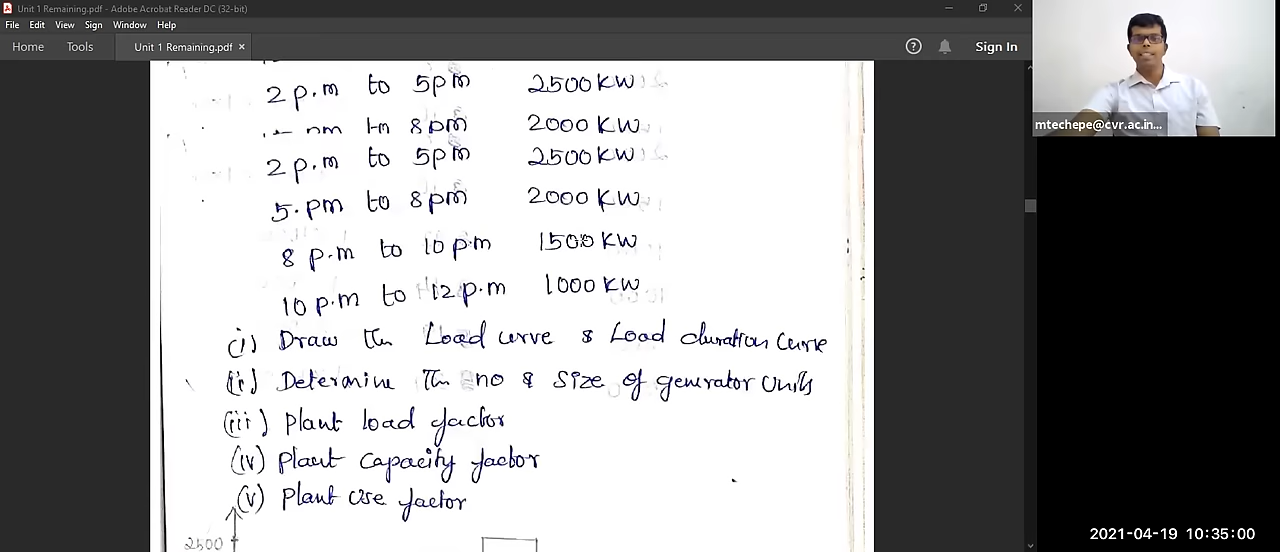 Unit 1 Remaining.pdf - Adobe Acrobat Reader DC (32-bit)
File Edit View Sign Window Help
Home Tools Unit 1 Remaining.pdf × Sign In
2 p.m to 5pm 2500 KW
pm to 8pm 2000 KW
2 p.m to 5pm 2500 KW
5.pm to 8pm 2000 KW
8 p.m to 10 p.m 1500 KW
10 p.m to 12 p.m 1000 KW
(i) Draw the Load curve & Load duration curve
(ii) Determine the no & size of generator units
(iii) Plant load factor
(iv) Plant capacity factor
(v) Plant use factor
2500
mtechepe@cvr.ac.in...
2021-04-19 10:35:00